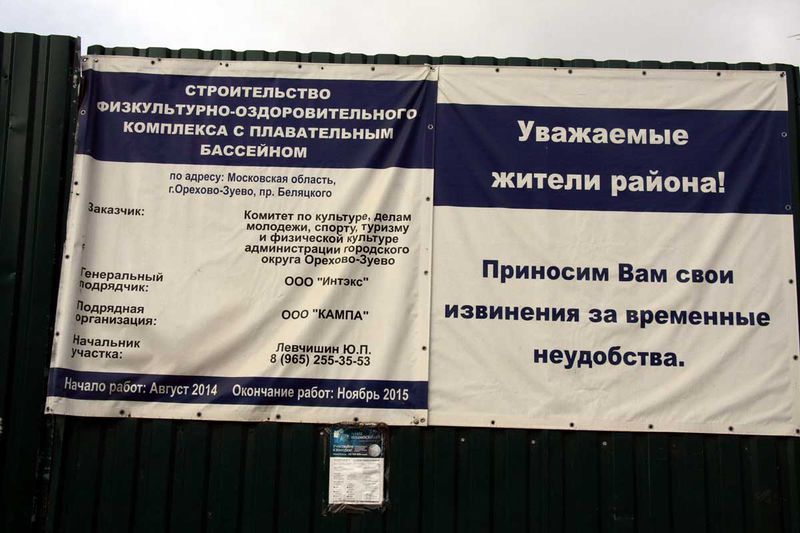 СТРОИТЕЛЬСТВО
ФИЗКУЛЬТУРНО-ОЗДОРОВИТЕЛЬНОГО
КОМПЛЕКСА С ПЛАВАТЕЛЬНЫМ
БАССЕЙНОМ
по адресу: Московская область,
г.Орехово-Зуево, пр. Беляцкого
Заказчик:
Комитет по культуре, делам
молодежи, спорту, туризму
и физической культуре
администрации городского
округа Орехово-Зуево
Генеральный
подрядчик:
ООО "Интэкс"
Подрядная
организация:
ООО "КАМПА"
Начальник
участка:
Левчишин Ю.П.
8 (965) 255-35-53
Начало работ: Август 2014 Окончание работ: Ноябрь 2015
Уважаемые
жители района!
Приносим Вам свои
извинения за временные
неудобства.